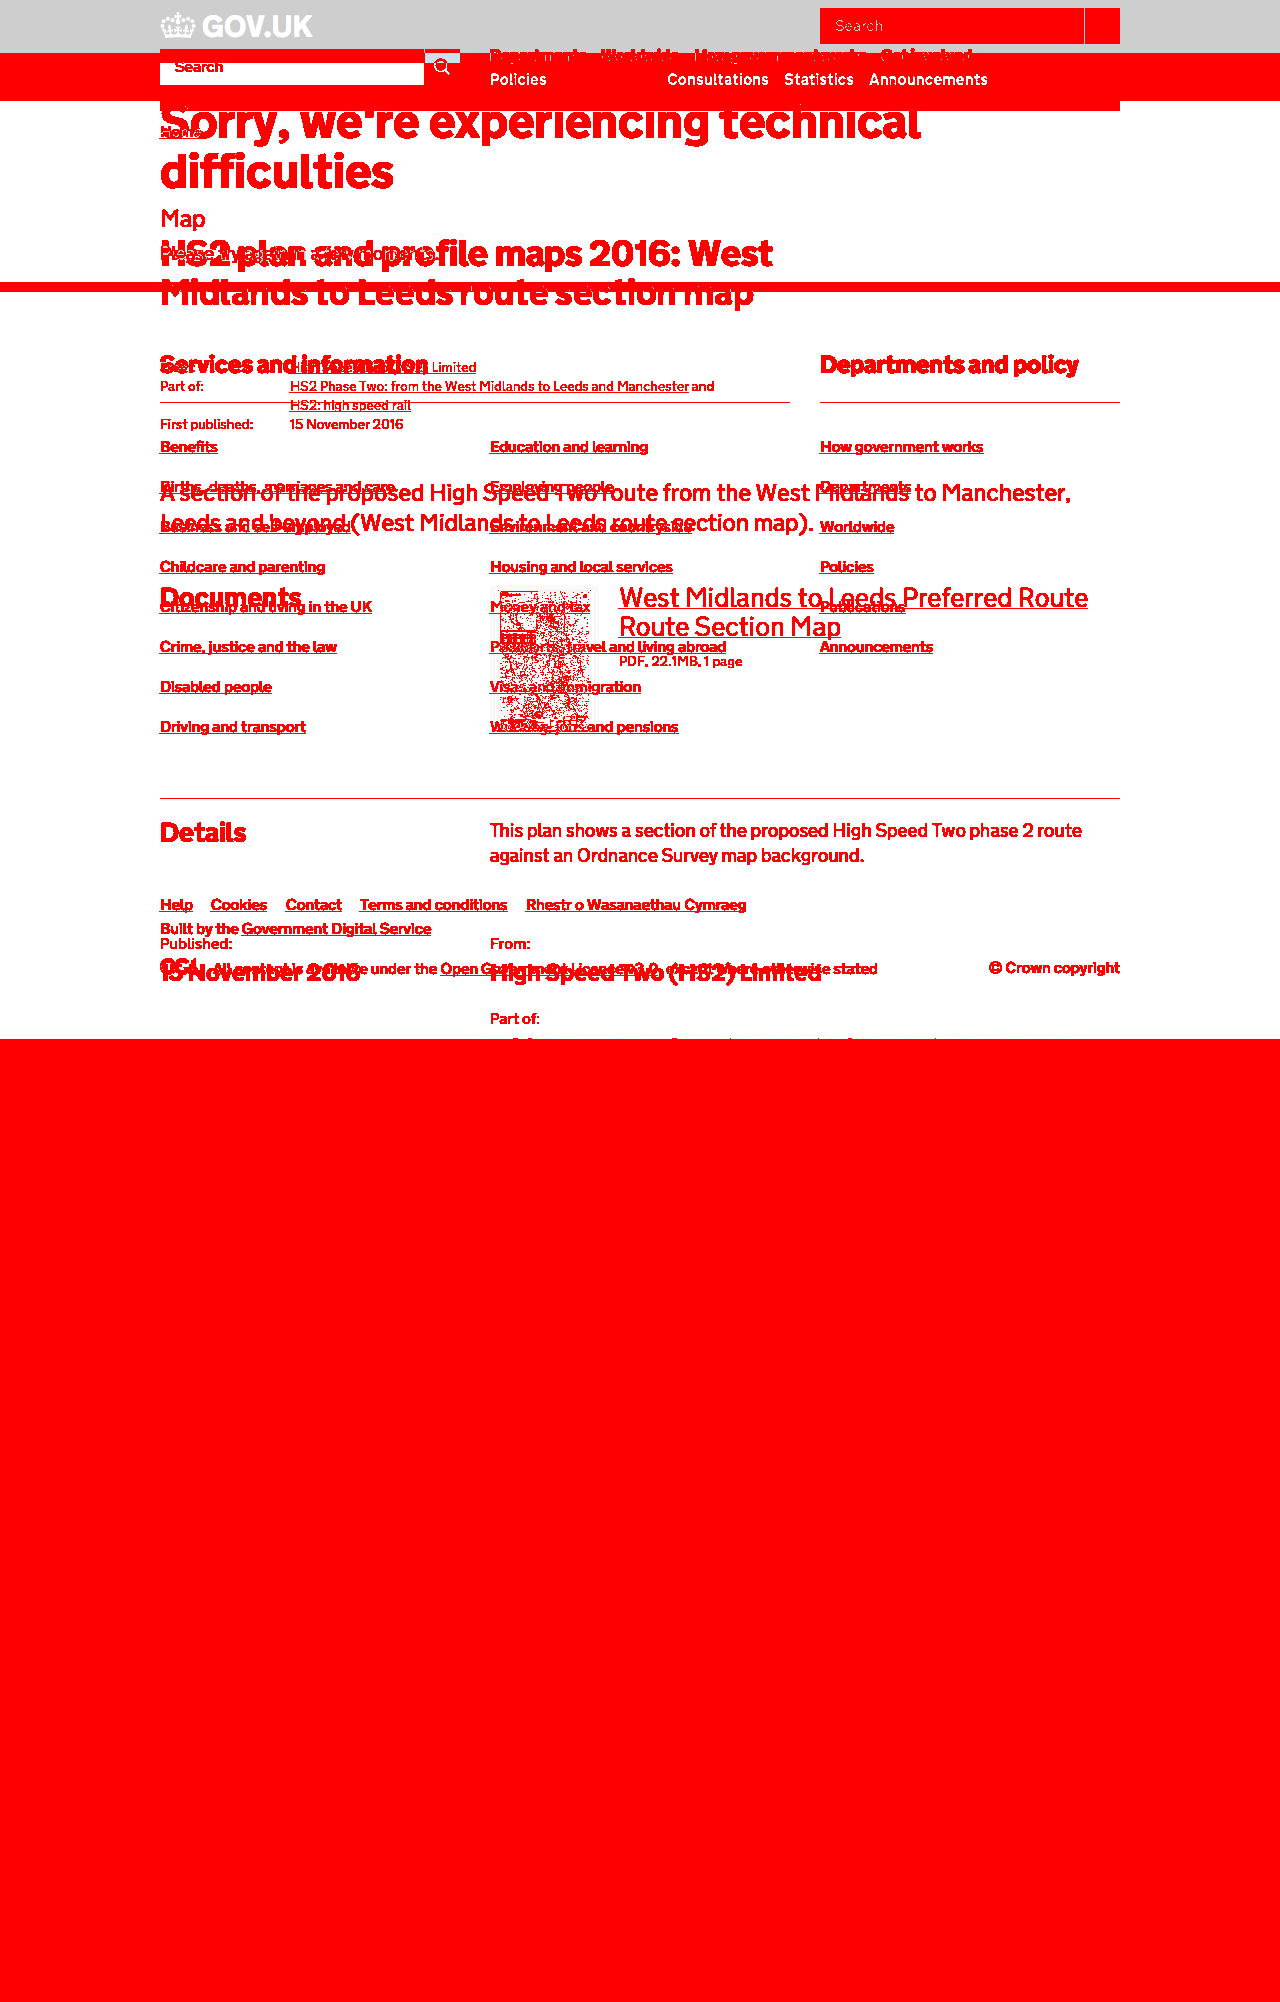 GOV.UK
Search
Search
Departments Worldwide How government works Get involved
Policies Consultations Statistics Announcements
Sorry, we're experiencing technical
Home
difficulties
Map
Please try again in a few moments.
HS2 plan and profile maps 2016: West
Midlands to Leeds route section map
Services and information
Departments and policy
Limited
Part of: HS2 Phase Two: from the West Midlands to Leeds and Manchester and
HS2: high speed rail
First published: 15 November 2016
Benefits Education and learning How government works
Births, deaths, marriages and care Employing people Departments
A section of the proposed High Speed Two route from the West Midlands to Manchester,
Leeds and beyond (West Midlands to Leeds route section map).
Business and self-employed Worldwide
Childcare and parenting Housing and local services Policies
Documents
West Midlands to Leeds Preferred Route
Citizenship and living in the UK Money and tax Publications
Route Section Map
Crime, justice and the law Passports, travel and living abroad Announcements
PDF, 22.1MB, 1 page
Disabled people Visas and immigration
Driving and transport Working, jobs and pensions
Details
This plan shows a section of the proposed High Speed Two phase 2 route
against an Ordnance Survey map background.
Help Cookies Contact Terms and conditions Rhestr o Wasanaethau Cymraeg
Built by the Government Digital Service
Published: From:
All content is available under the Open Government Licence v3.0, except where otherwise stated
© Crown copyright
15 November 2016 High Speed Two (HS2) Limited
Part of: